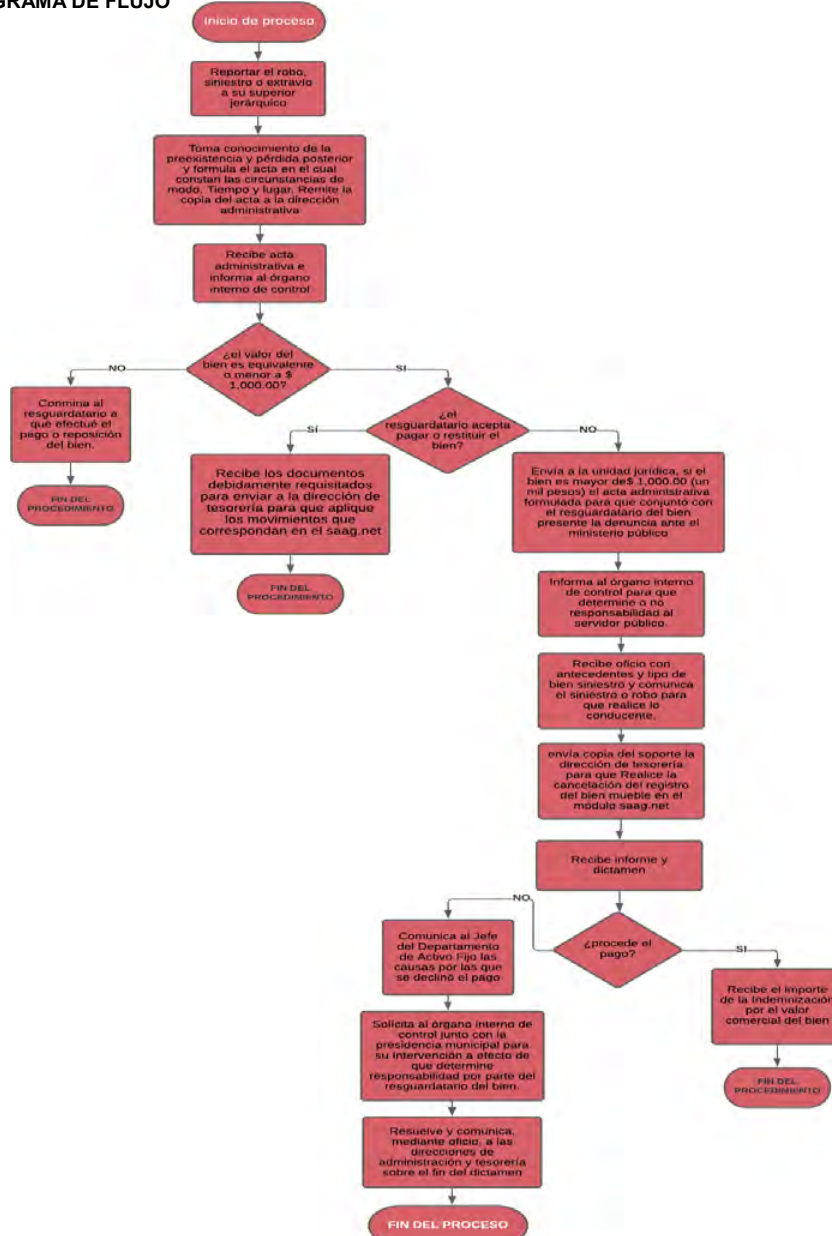 GRAMA DE FLUJO
Inicio de proceso
Reportar el robo,
siniestro o extravío
a su superior
jerárquico
Toma conocimiento de la
preexistencia y pérdida posterior
y formula el acta en el cual
constan las circunstancias de
modo, Tiempo y lugar. Remite la
copia del acta a la dirección
administrativa
Recibe acta
administrativa e
informa al órgano
interno de control
¿el valor del
bien es equivalente
o menor a $
1,000.00?
NO
SI
Conmina al
resguardatario a
qué efectué el
pago o reposición
del bien.
FIN DEL
PROCEDIMIENTO
¿el
resguardatario acepta
pagar o restituir el
bien?
SÍ
NO
Recibe los documentos
debidamente requisitados
para enviar a la dirección de
tesorería para que aplique
los movimientos que
correspondan en el saag.net
FIN DEL
PROCEDIMIENTO
Envía a la unidad jurídica, si el
bien es mayor de$ 1,000.00 (un
mil pesos) el acta administrativa
formulada para que conjunto con
el resguardatario del bien
presente la denuncia ante el
ministerio público
Informa al órgano interno
de control para que
determine o no
responsabilidad al
servidor público.
Recibe oficio con
antecedentes y tipo de
bien siniestro y comunica
el siniestro o robo para
que realice lo
conducente.
envía copia del soporte la
dirección de tesorería
para que Realice la
cancelación del registro
del bien mueble en el
módulo saag.net
Recibe informe y
dictamen
¿procede el
pago?
NO
SI
Comunica al Jefe
del Departamento
de Activo Fijo las
causas por las que
se declinó el pago
Recibe el importe
de la Indemnización
por el valor
comercial del bien
FIN DEL
PROCEDIMIENTO
Solicita al órgano interno de
control junto con la
presidencia municipal para
su Intervención a efecto de
que determine
responsabilidad por parte del
resguardatario del bien.
Resuelve y comunica,
mediante oficio, a las
direcciones de
administración y tesorería
sobre el fin del dictamen
FIN DEL PROCESO